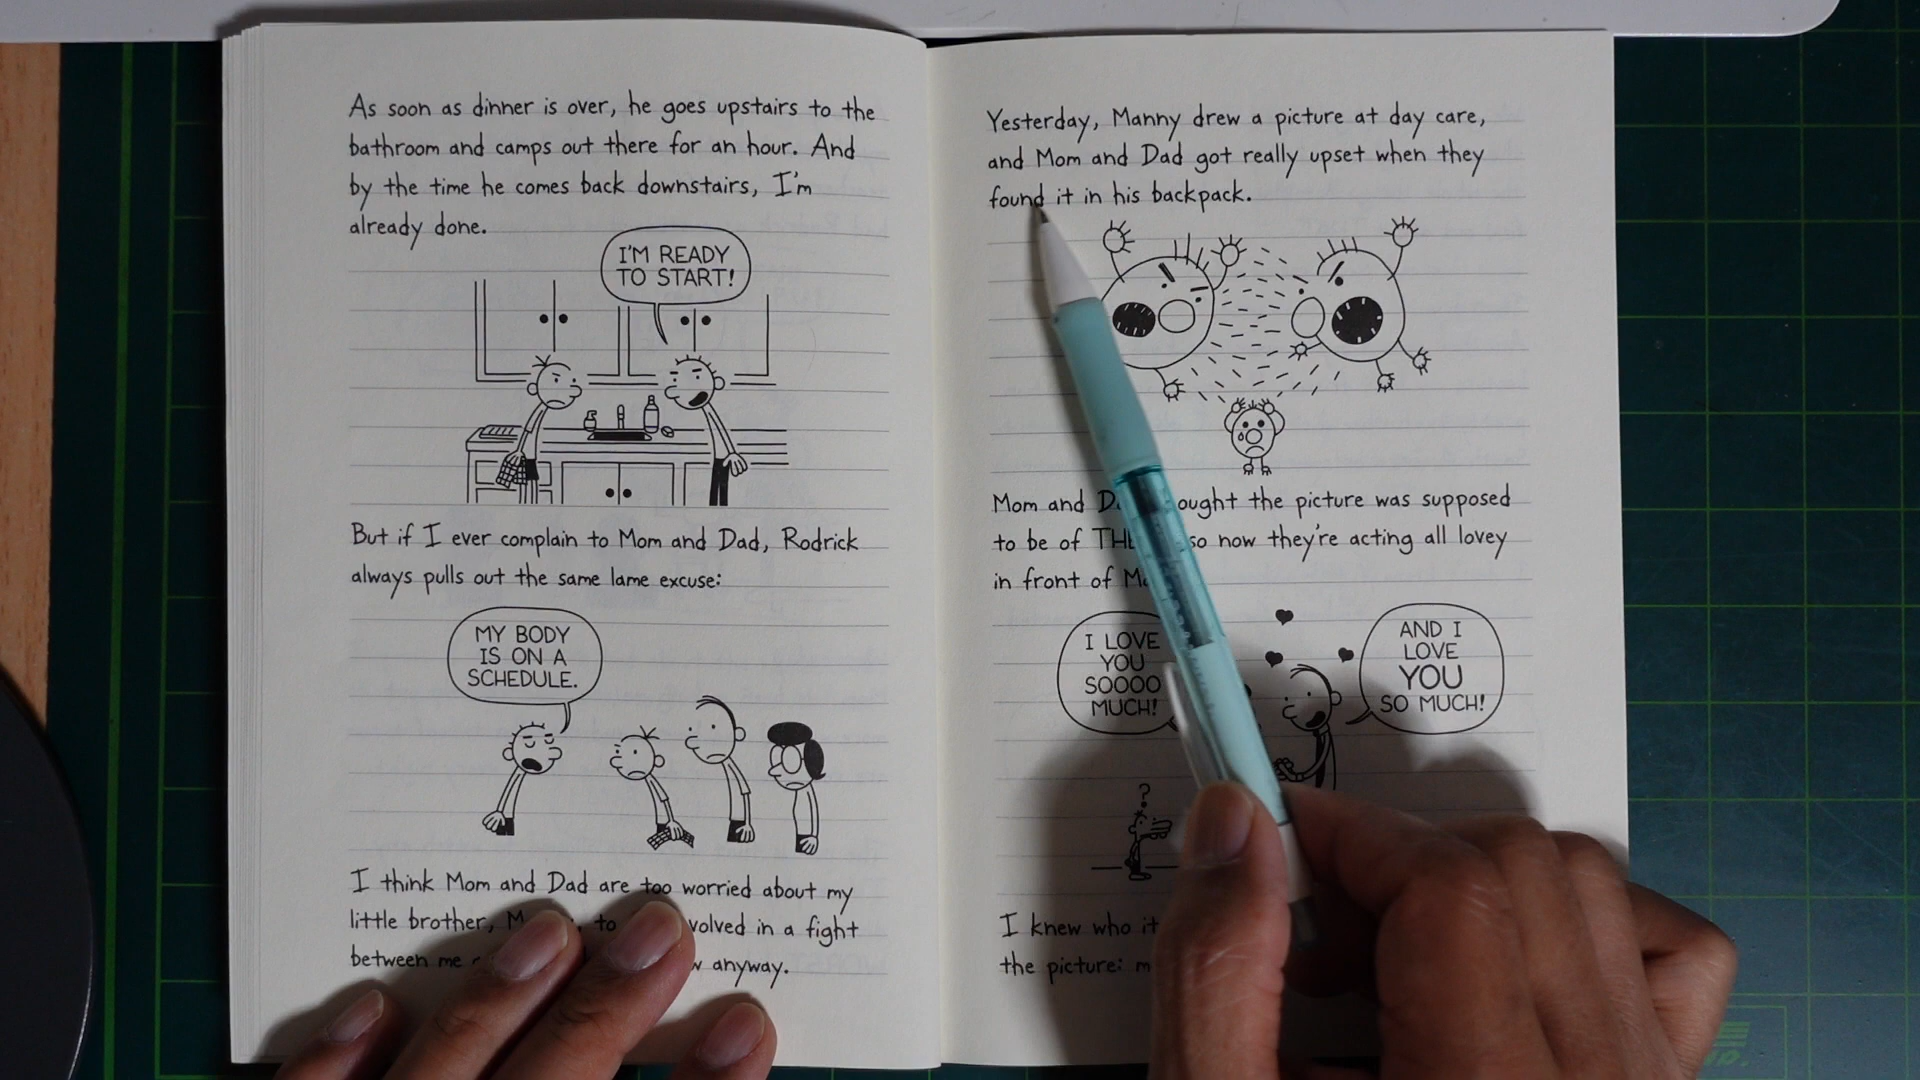 As soon as dinner is over, he goes upstairs to the
bathroom and camps out there for an hour. And
by the time he comes back downstairs, I'm
already done.
I'M READY
TO START!
But if I ever complain to Mom and Dad, Rodrick
always pulls out the same lame excuse:
MY BODY
IS ON A
SCHEDULE.
I think Mom and Dad are too worried about my
little brother, to
volved in a fight
between me
anyway.
Yesterday, Manny drew a picture at day care,
and Mom and Dad got really upset when they
found it in his backpack.
Mom and ought the picture was supposed
to be of so now they're acting all lovey
in front of
I LOVE
YOU
SOOOO
MUCH!
AND I
LOVE
YOU
SO MUCH!
?
I knew who it
the picture: